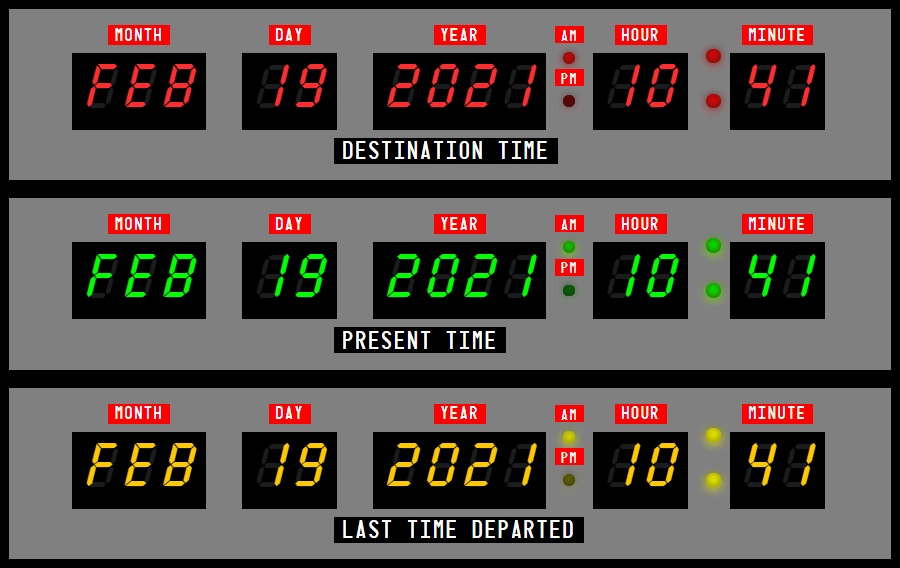 MONTH DAY YEAR AM HOUR MINUTE
FEB 19 2021 PM 10 41
DESTINATION TIME
MONTH DAY YEAR AM HOUR MINUTE
FEB 19 2021 PM 10 41
PRESENT TIME
MONTH DAY YEAR AM HOUR MINUTE
FEB 19 2021 PM 10 41
LAST TIME DEPARTED